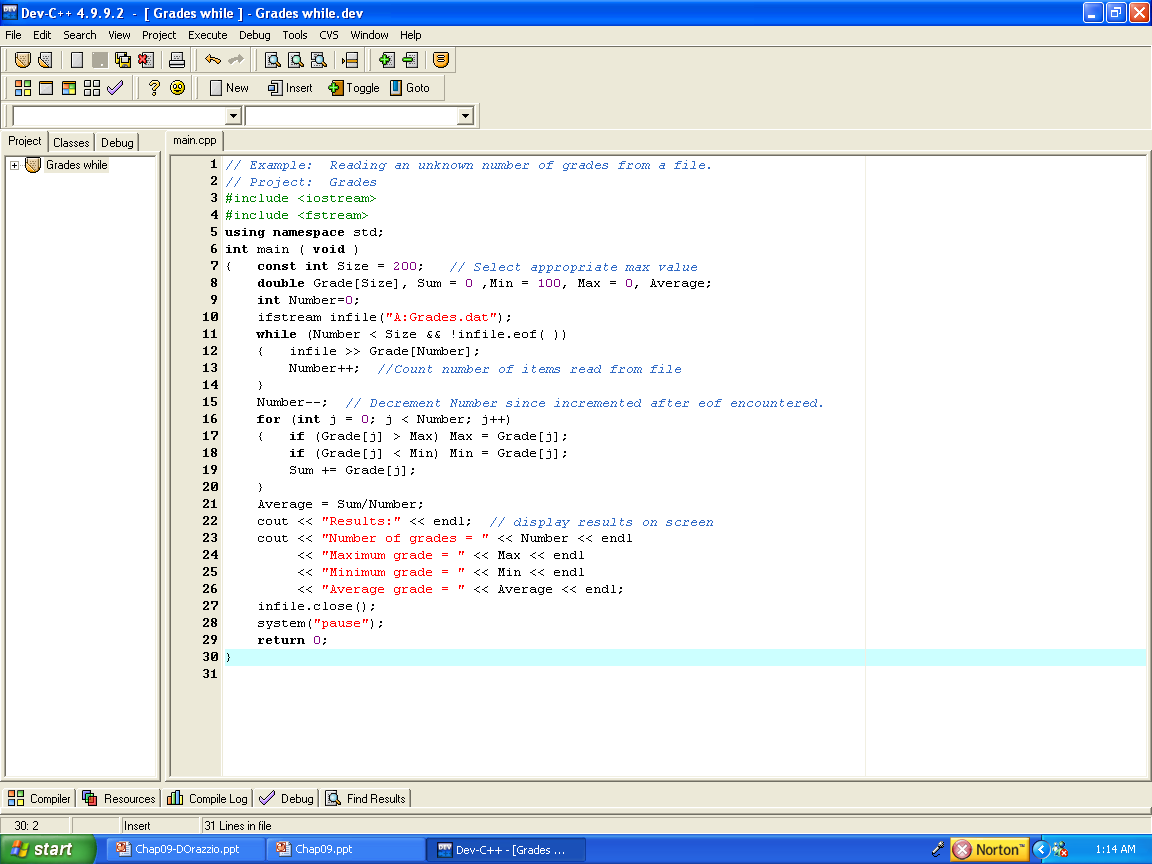 Dev-C++ 4.9.9.2 - [ Grades while ] - Grades while.dev
File Edit Search View Project Execute Debug Tools CVS Window Help
New Insert Toggle Goto
Project Classes Debug main.cpp
Grades while
1 // Example:  Reading an unknown number of grades from a file.
2 // Project:  Grades
3 #include <iostream>
4 #include <fstream>
5 using namespace std;
6 int main ( void )
7 {   const int Size = 200;   // Select appropriate max value
8     double Grade[Size], Sum = 0 ,Min = 100, Max = 0, Average;
9     int Number=0;
10     ifstream infile("A:Grades.dat");
11     while (Number < Size && !infile.eof( ))
12     {   infile >> Grade[Number];
13         Number++;  //Count number of items read from file
14     }
15     Number--;  // Decrement Number since incremented after eof encountered.
16     for (int j = 0; j < Number; j++)
17     {   if (Grade[j] > Max) Max = Grade[j];
18         if (Grade[j] < Min) Min = Grade[j];
19         Sum += Grade[j];
20     }
21     Average = Sum/Number;
22     cout << "Results:" << endl;  // display results on screen
23     cout << "Number of grades = " << Number << endl
24          << "Maximum grade = " << Max << endl
25          << "Minimum grade = " << Min << endl
26          << "Average grade = " << Average << endl;
27     infile.close();
28     system("pause");
29     return 0;
30 }
31
Compiler Resources Compile Log Debug Find Results
30: 2 Insert 31 Lines in file
start Chap09-DOrazzio.ppt Chap09.ppt Dev-C++ - [Grades ... Norton™ 1:14 AM